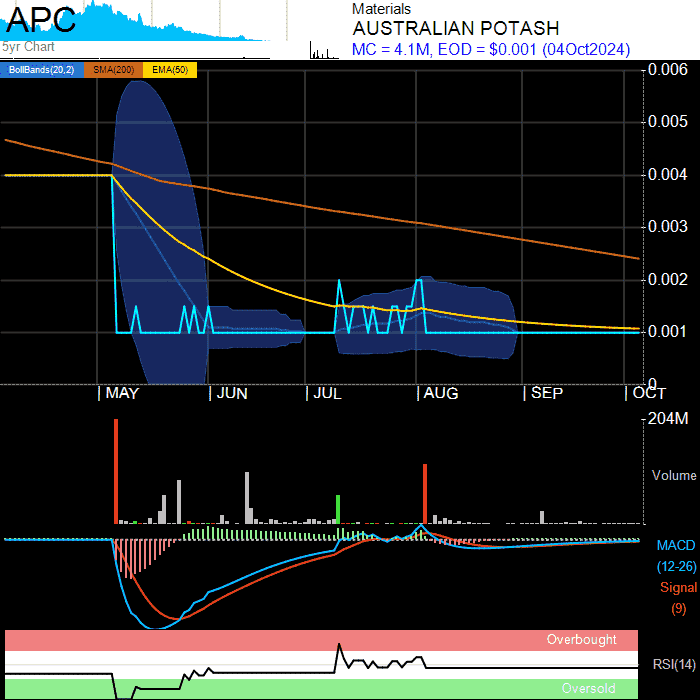 APC
Materials
AUSTRALIAN POTASH
5yr Chart
MC = 4.1M, EOD = $0.001 (04Oct2024)
BollBands(20,2) SMA(200) EMA(50)
0.006
0.005
0.004
0.003
0.002
0.001
0
MAY JUN JUL AUG SEP OCT
204M
Volume
MACD
(12-26)
Signal
(9)
Overbought
RSI(14)
Oversold